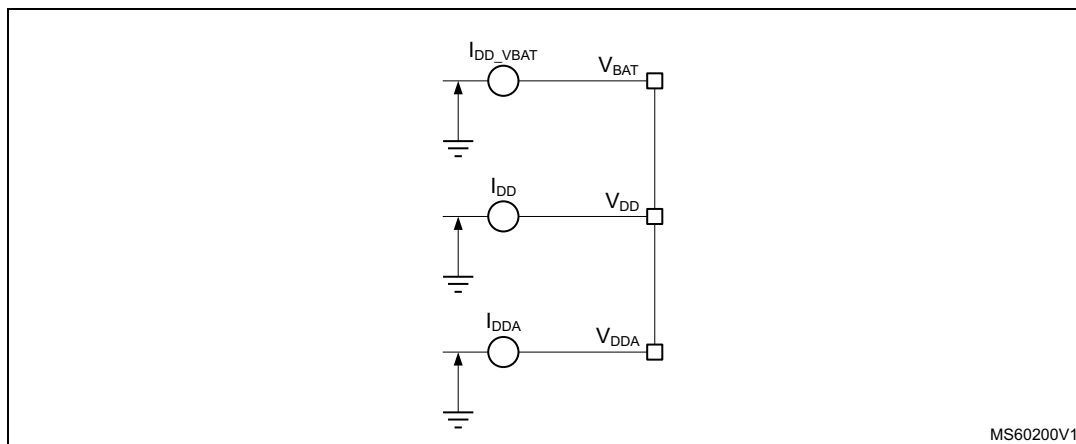 I_DD_VBAT
V_BAT
I_DD
V_DD
I_DDA
V_DDA
MS60200V1